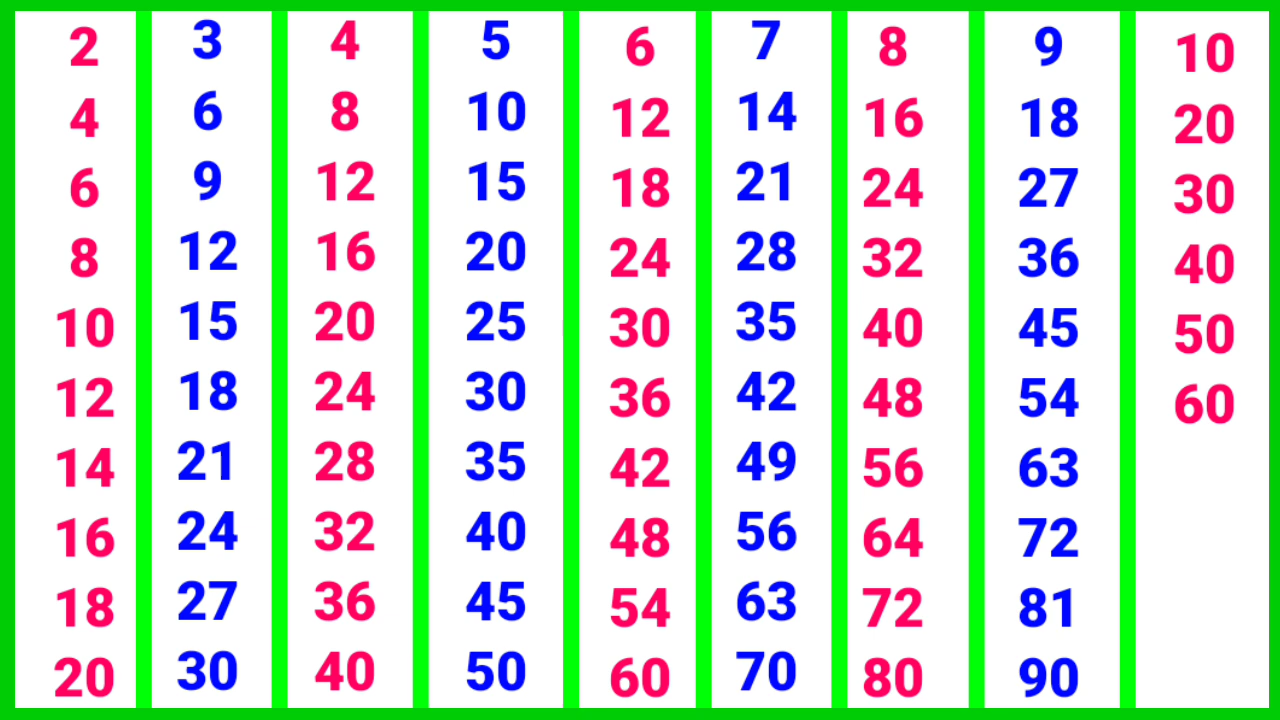 2 3 4 5 6 7 8 9 10
4 6 8 10 12 14 16 18 20
6 9 12 15 18 21 24 27 30
8 12 16 20 24 28 32 36 40
10 15 20 25 30 35 40 45 50
12 18 24 30 36 42 48 54 60
14 21 28 35 42 49 56 63
16 24 32 40 48 56 64 72
18 27 36 45 54 63 72 81
20 30 40 50 60 70 80 90